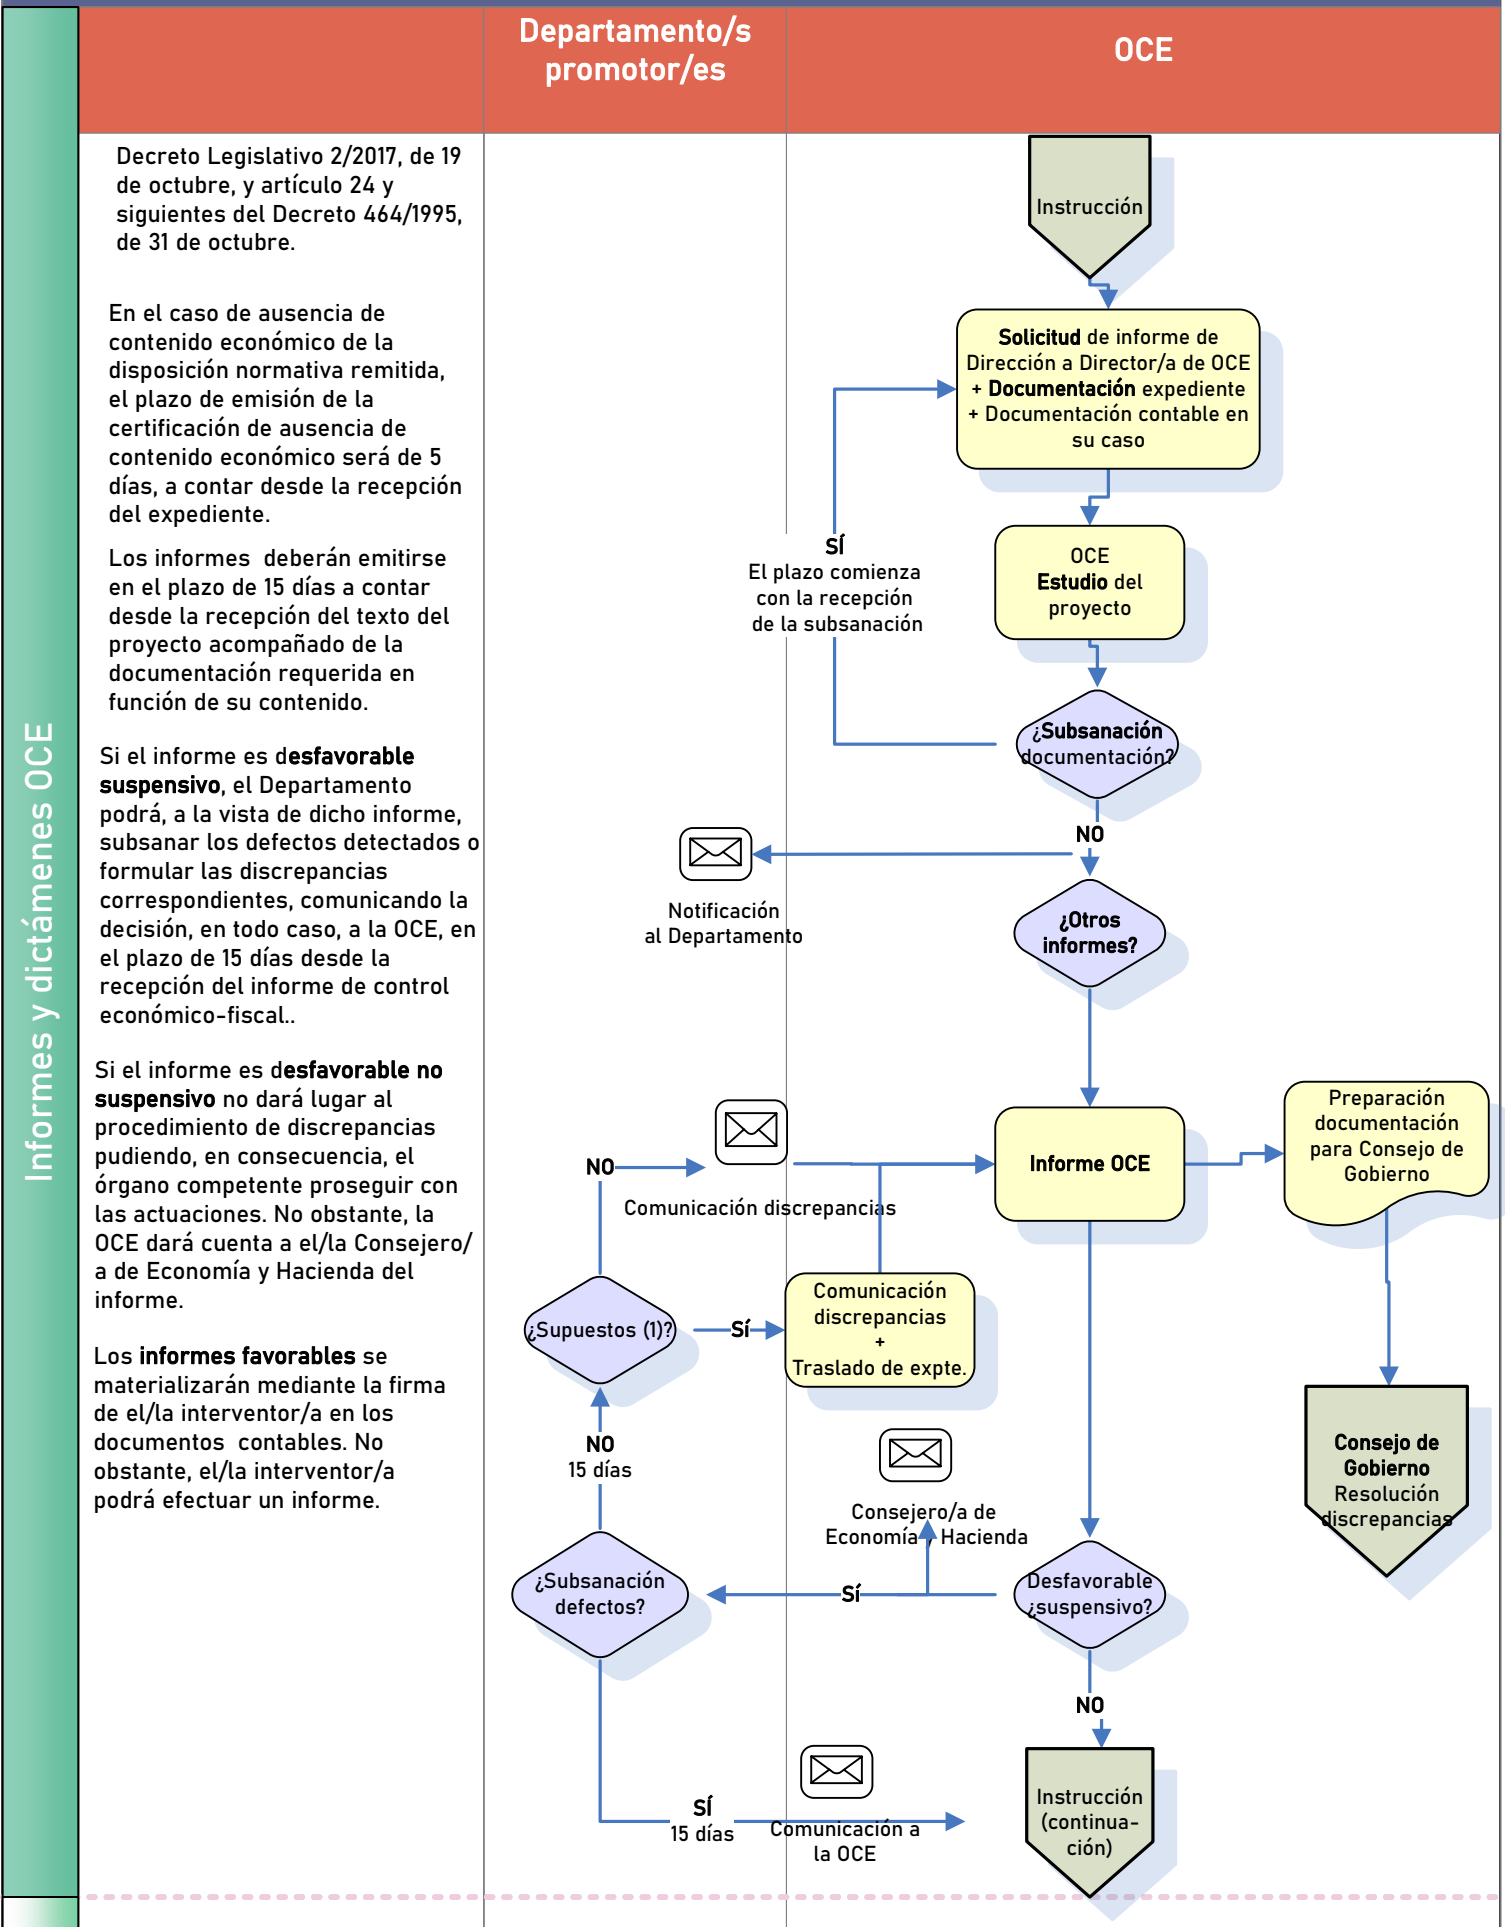 Departamento/s
promotor/es
OCE
Informes y dictámenes OCE
Decreto Legislativo 2/2017, de 19
de octubre, y artículo 24 y
siguientes del Decreto 464/1995,
de 31 de octubre.
En el caso de ausencia de
contenido económico de la
disposición normativa remitida,
el plazo de emisión de la
certificación de ausencia de
contenido económico será de 5
días, a contar desde la recepción
del expediente.
Los informes  deberán emitirse
en el plazo de 15 días a contar
desde la recepción del texto del
proyecto acompañado de la
documentación requerida en
función de su contenido.
Si el informe es desfavorable
suspensivo, el Departamento
podrá, a la vista de dicho informe,
subsanar los defectos detectados o
formular las discrepancias
correspondientes, comunicando la
decisión, en todo caso, a la OCE, en
el plazo de 15 días desde la
recepción del informe de control
económico-fiscal..
Si el informe es desfavorable no
suspensivo no dará lugar al
procedimiento de discrepancias
pudiendo, en consecuencia, el
órgano competente proseguir con
las actuaciones. No obstante, la
OCE dará cuenta a el/la Consejero/
a de Economía y Hacienda del
informe.
Los informes favorables se
materializarán mediante la firma
de el/la interventor/a en los
documentos  contables. No
obstante, el/la interventor/a
podrá efectuar un informe.
Instrucción
Solicitud de informe de
Dirección a Director/a de OCE
+ Documentación expediente
+ Documentación contable en
su caso
SÍ
El plazo comienza
con la recepción
de la subsanación
OCE
Estudio del
proyecto
¿Subsanación
documentación?
NO
Notificación
al Departamento
¿Otros
informes?
NO
Comunicación discrepancias
Informe OCE
Preparación
documentación
para Consejo de
Gobierno
¿Supuestos (1)?
Sí
Comunicación
discrepancias
+
Traslado de expte.
NO
15 días
Consejero/a de
Economía y Hacienda
Consejo de
Gobierno
Resolución
discrepancias
¿Subsanación
defectos?
Sí
Desfavorable
¿suspensivo?
NO
SÍ
15 días
Comunicación a
la OCE
Instrucción
(continua-
ción)